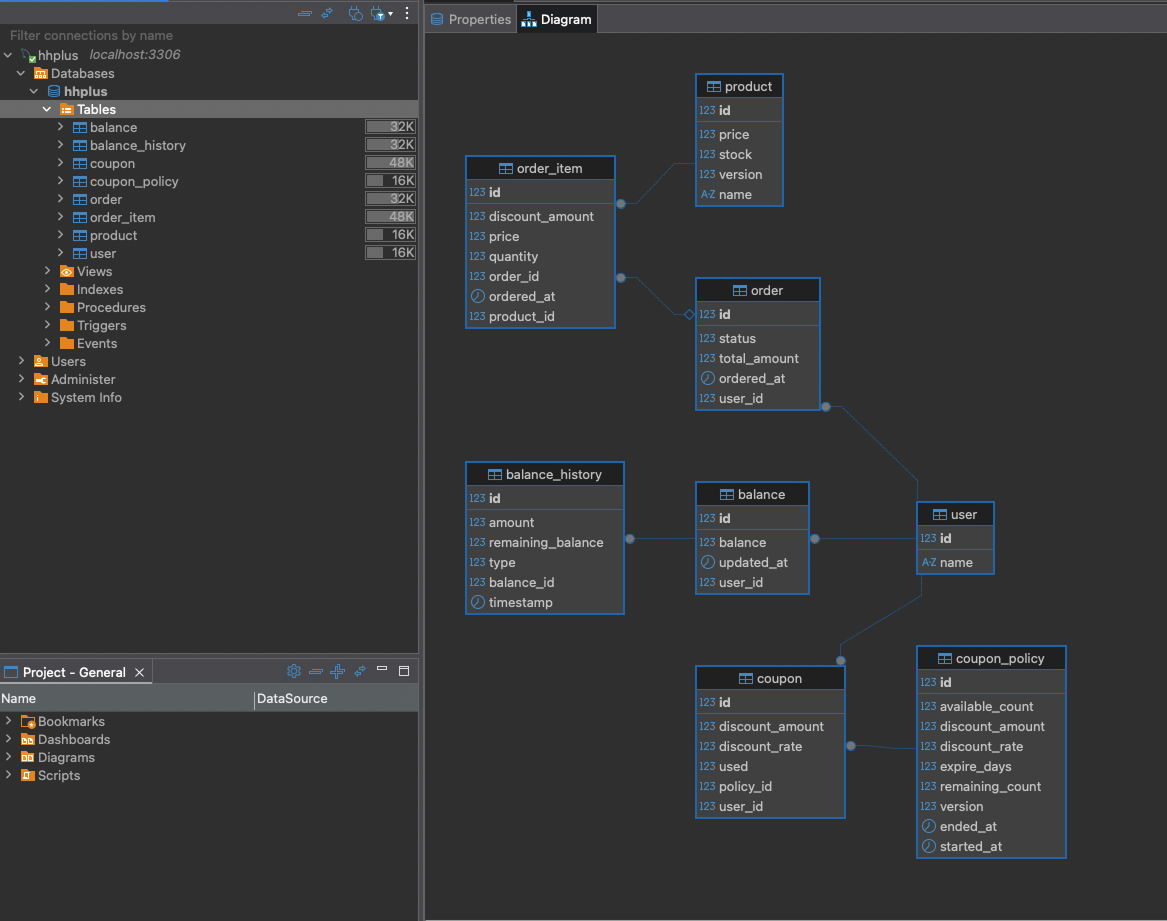 Filter connections by name
hhplus localhost:3306
Databases
hhplus
Tables
balance 32K
balance_history 32K
coupon 48K
coupon_policy 16K
order 32K
order_item 48K
product 16K
user 16K
Views
Indexes
Procedures
Triggers
Events
Users
Administer
System Info
Project - General
Name DataSource
Bookmarks
Dashboards
Diagrams
Scripts
Properties Diagram
product
123 id
123 price
123 stock
123 version
A-Z name
order_item
123 id
123 discount_amount
123 price
123 quantity
123 order_id
ordered_at
123 product_id
order
123 id
123 status
123 total_amount
ordered_at
123 user_id
balance_history
123 id
123 amount
123 remaining_balance
123 type
123 balance_id
timestamp
balance
123 id
123 balance
updated_at
123 user_id
user
123 id
A-Z name
coupon
123 id
123 discount_amount
123 discount_rate
123 used
123 policy_id
123 user_id
coupon_policy
123 id
123 available_count
123 discount_amount
123 discount_rate
123 expire_days
123 remaining_count
123 version
ended_at
started_at